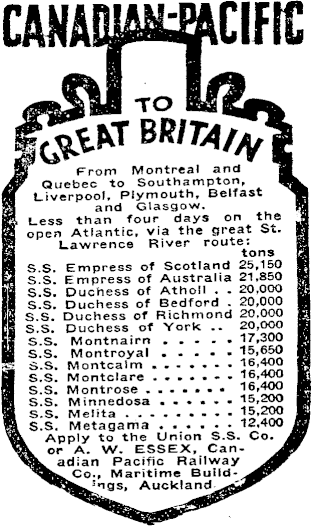 CANADIAN-PACIFIC
TO
GREAT BRITAIN
From Montreal and
Quebec to Southampton,
Liverpool, Plymouth, Belfast
and Glasgow.
Less than four days on the
open Atlantic, via the great St.
Lawrence River route:
tons
S.S. Empress of Scotland 25,150
S.S. Empress of Australia 21,850
S.S. Duchess of Atholl . . 20,000
S.S. Duchess of Bedford . 20,000
S.S. Duchess of Richmond 20,000
S.S. Duchess of York .. 20,000
S.S. Montnairn . . . . . . 17,300
S.S. Montroyal . . . . . . 15,650
S.S. Montcalm . . . . . . . 16,400
S.S. Montclare . . . . . . . 16,400
S.S. Montrose . . . . . . . 16,400
S.S. Minnedosa . . . . . . 15,200
S.S. Melita . . . . . . . . . 15,200
S.S. Metagama . . . . . . . 12,400
Apply to the Union S.S. Co.
or A. W. ESSEX, Can-
adian Pacific Railway
Co., Maritime Build-
ings, Auckland